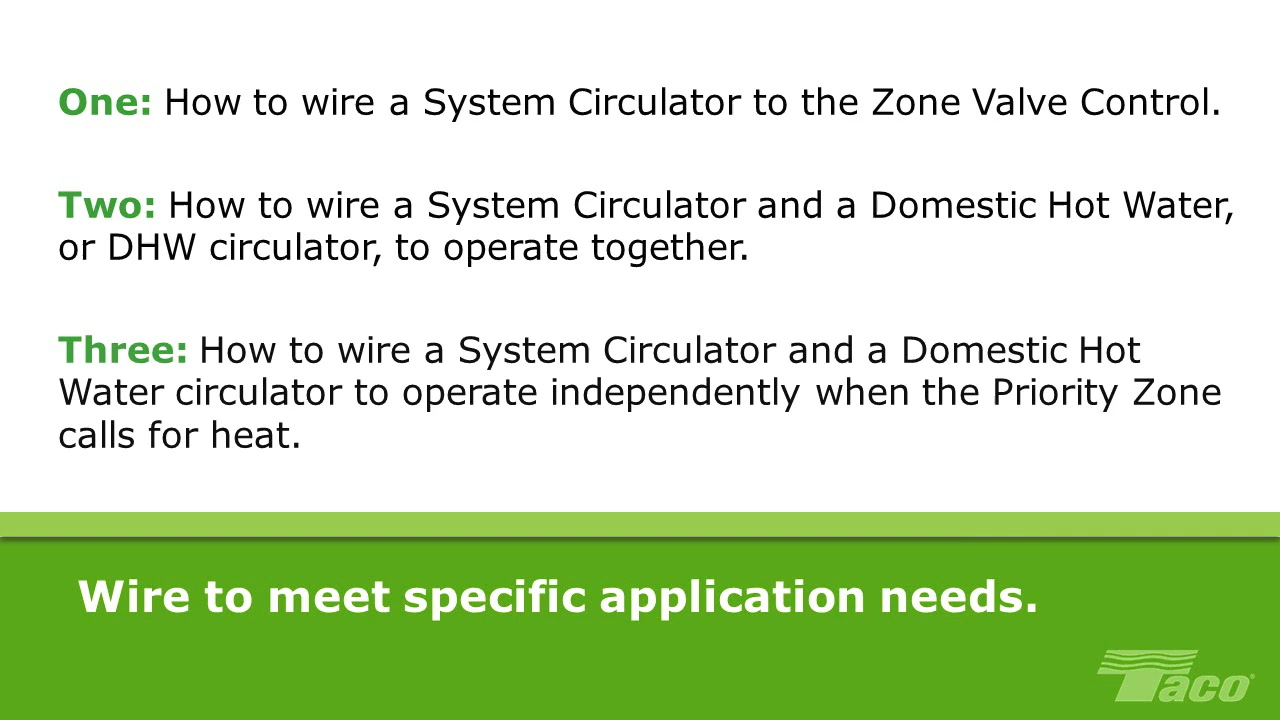 One: How to wire a System Circulator to the Zone Valve Control.
Two: How to wire a System Circulator and a Domestic Hot Water,
or DHW circulator, to operate together.
Three: How to wire a System Circulator and a Domestic Hot
Water circulator to operate independently when the Priority Zone
calls for heat.
Wire to meet specific application needs.
Taco